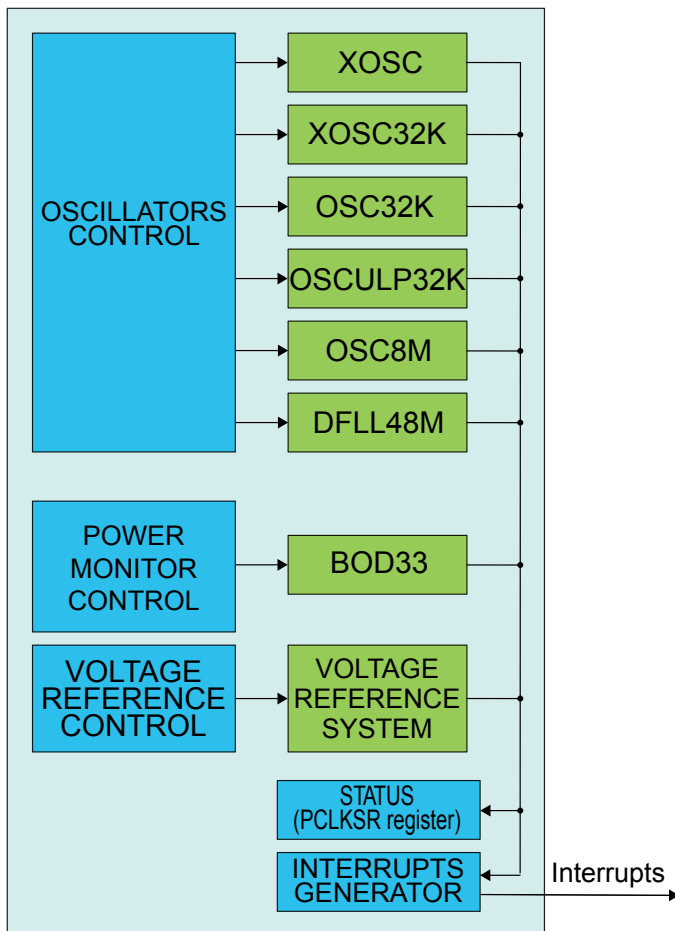 XOSC
XOSC32K
OSCILLATORS
CONTROL
OSC32K
OSCULP32K
OSC8M
DFLL48M
POWER
MONITOR
CONTROL
BOD33
VOLTAGE
REFERENCE
CONTROL
VOLTAGE
REFERENCE
SYSTEM
STATUS
(PCLKSR register)
INTERRUPTS
GENERATOR
Interrupts